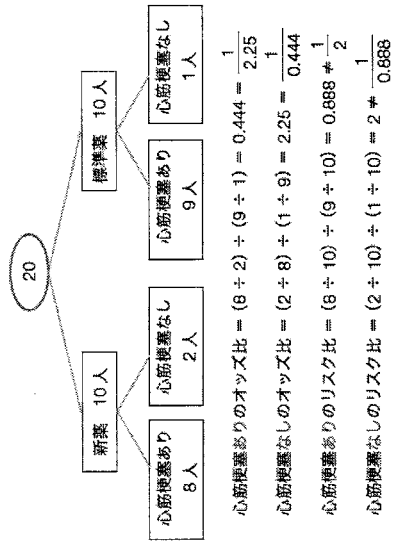 20
新薬 10人
標準薬 10人
心筋梗塞あり
8人
心筋梗塞なし
2人
心筋梗塞あり
9人
心筋梗塞なし
1人
心筋梗塞ありのオッズ比 = (8 ÷ 2) ÷ (9 ÷ 1) = 0.444 = 1/2.25
心筋梗塞なしのオッズ比 = (2 ÷ 8) ÷ (1 ÷ 9) = 2.25 = 1/0.444
心筋梗塞ありのリスク比 = (8 ÷ 10) ÷ (9 ÷ 10) = 0.888 ≠ 1/2
心筋梗塞なしのリスク比 = (2 ÷ 10) ÷ (1 ÷ 10) = 2 ≠ 1/0.888